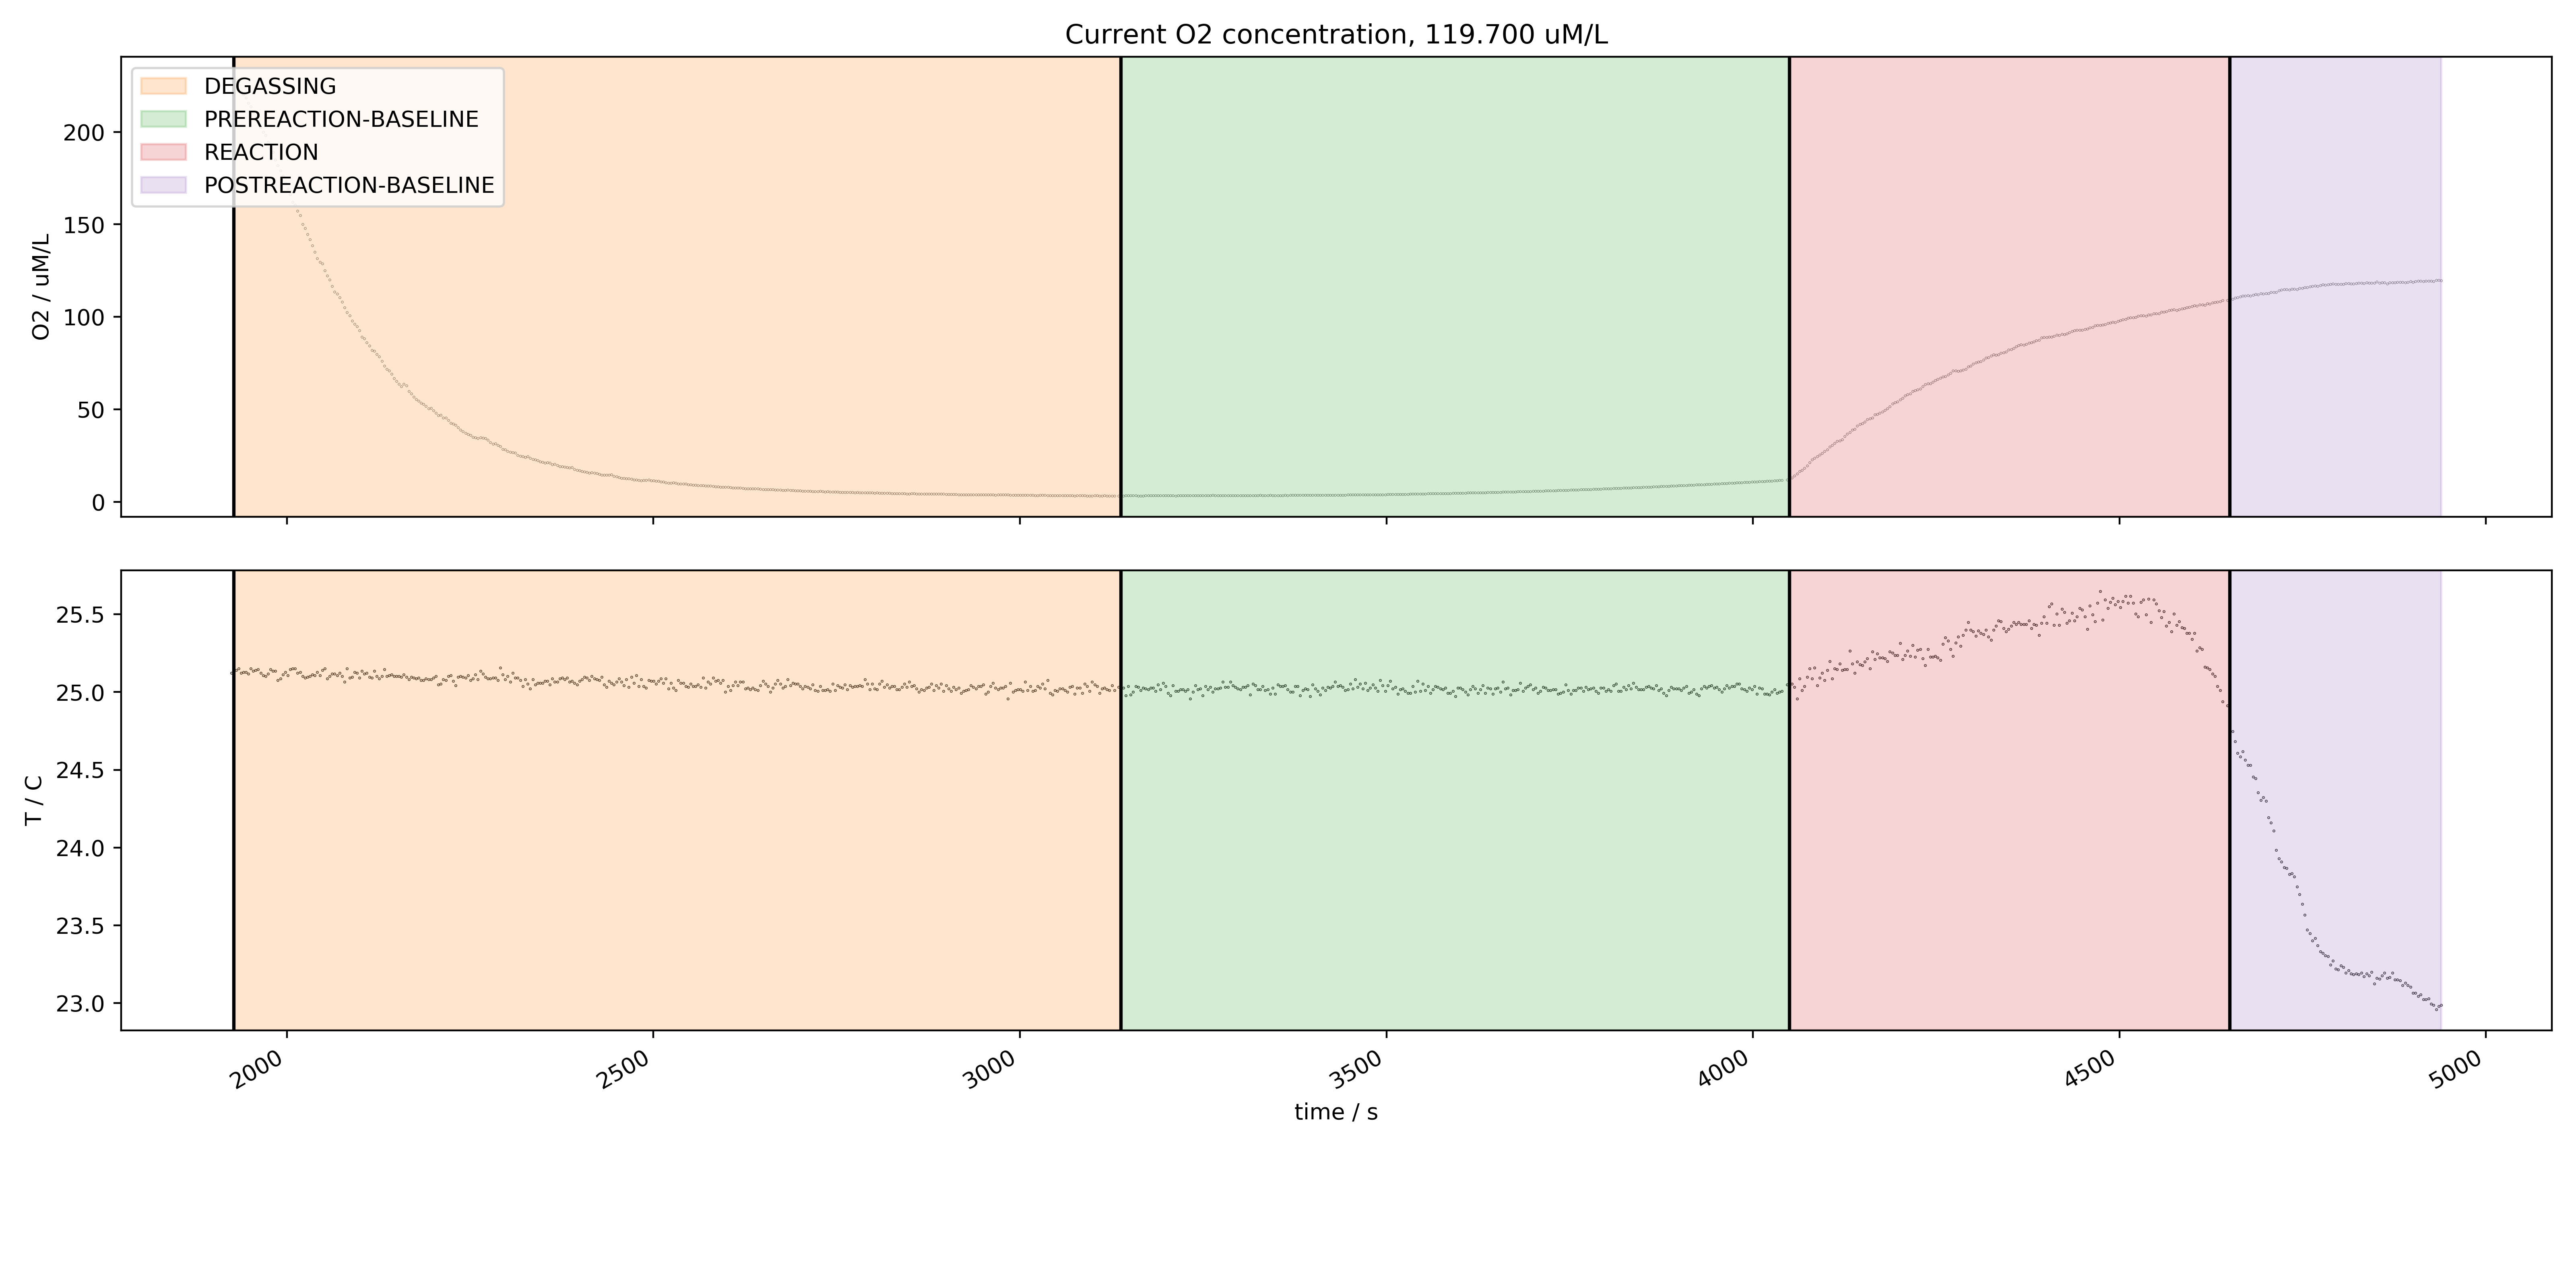 Current O2 concentration, 119.700 uM/L
DEGASSING
PREREACTION-BASELINE
REACTION
POSTREACTION-BASELINE
200
150
100
50
0
O2 / uM/L
25.5
25.0
24.5
24.0
23.5
23.0
T / C
2000
2500
3000
3500
4000
4500
5000
time / s